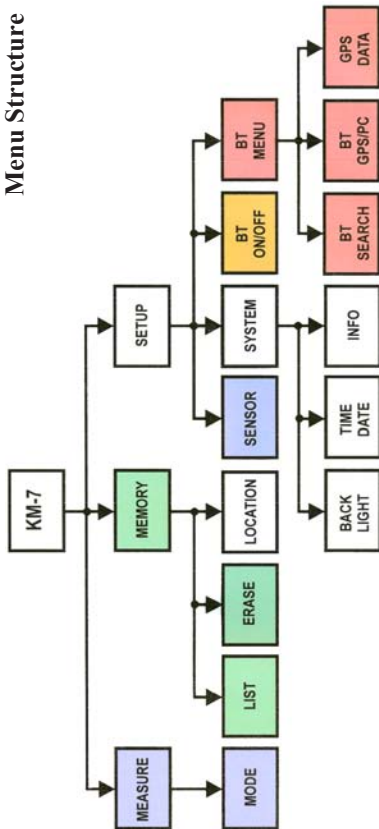 Menu Structure
KM-7
MEASURE
MEMORY
SETUP
MODE
LIST
ERASE
LOCATION
SENSOR
SYSTEM
BT
ON/OFF
BT
MENU
BACK
LIGHT
TIME
DATE
INFO
BT
SEARCH
BT
GPS/PC
GPS
DATA